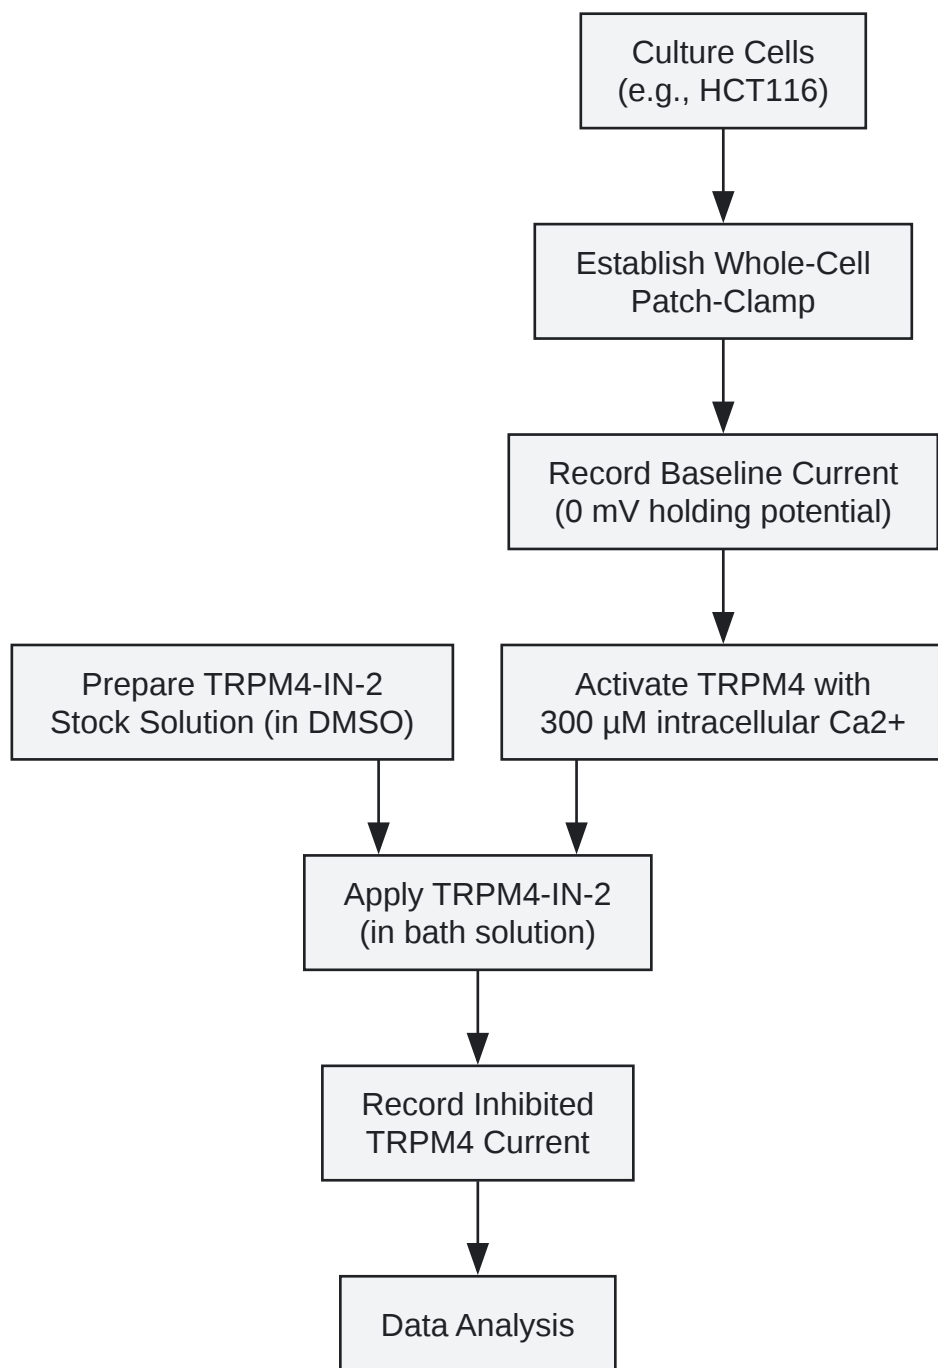 Culture Cells
(e.g., HCT116)
Establish Whole-Cell
Patch-Clamp
Record Baseline Current
(0 mV holding potential)
Prepare TRPM4-IN-2
Stock Solution (in DMSO)
Activate TRPM4 with
300 µM intracellular Ca2+
Apply TRPM4-IN-2
(in bath solution)
Record Inhibited
TRPM4 Current
Data Analysis